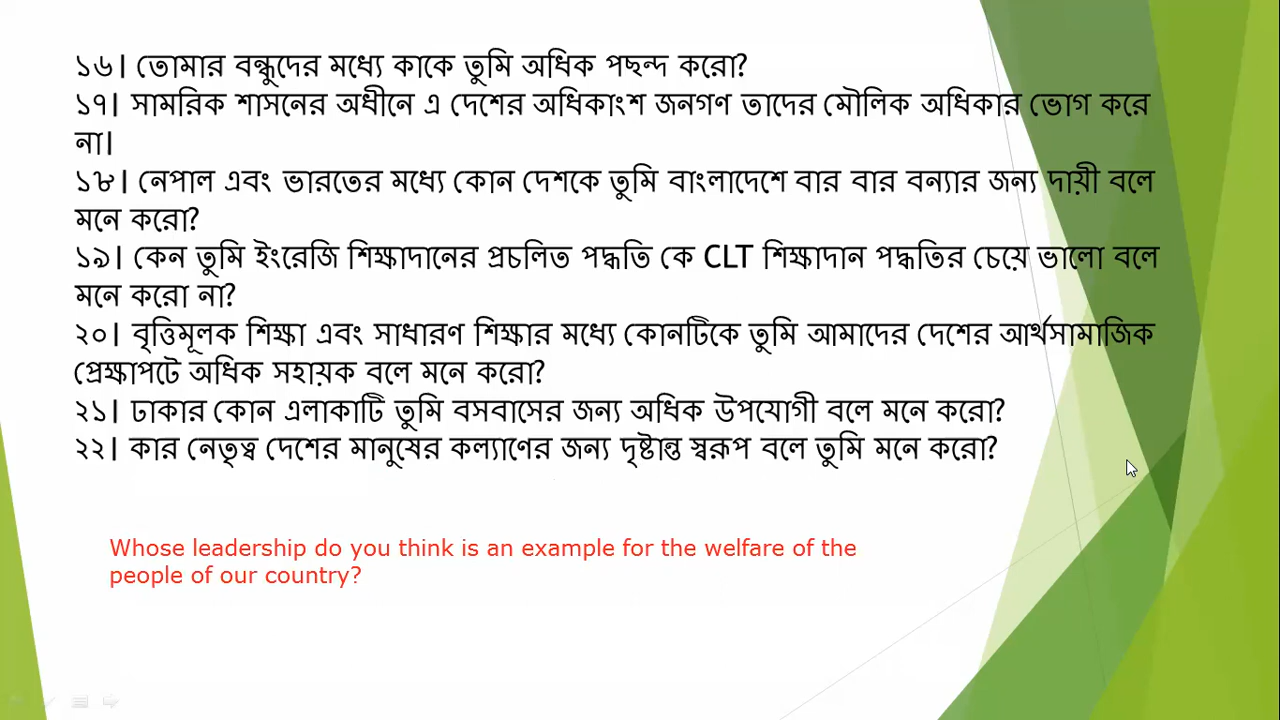 ১৬। তোমার বন্ধুদের মধ্যে কাকে তুমি অধিক পছন্দ করো?
১৭। সামরিক শাসনের অধীনে এ দেশের অধিকাংশ জনগণ তাদের মৌলিক অধিকার ভোগ করে
না।
১৮। নেপাল এবং ভারতের মধ্যে কোন দেশকে তুমি বাংলাদেশে বার বার বন্যার জন্য দায়ী বলে
মনে করো?
১৯। কেন তুমি ইংরেজি শিক্ষাদানের প্রচলিত পদ্ধতি কে CLT শিক্ষাদান পদ্ধতির চেয়ে ভালো বলে
মনে করো না?
২০। বৃত্তিমূলক শিক্ষা এবং সাধারণ শিক্ষার মধ্যে কোনটিকে তুমি আমাদের দেশের আর্থসামাজিক
প্রেক্ষাপটে অধিক সহায়ক বলে মনে করো?
২১। ঢাকার কোন এলাকাটি তুমি বসবাসের জন্য অধিক উপযোগী বলে মনে করো?
২২। কার নেতৃত্ব দেশের মানুষের কল্যাণের জন্য দৃষ্টান্ত স্বরূপ বলে তুমি মনে করো?
Whose leadership do you think is an example for the welfare of the
people of our country?